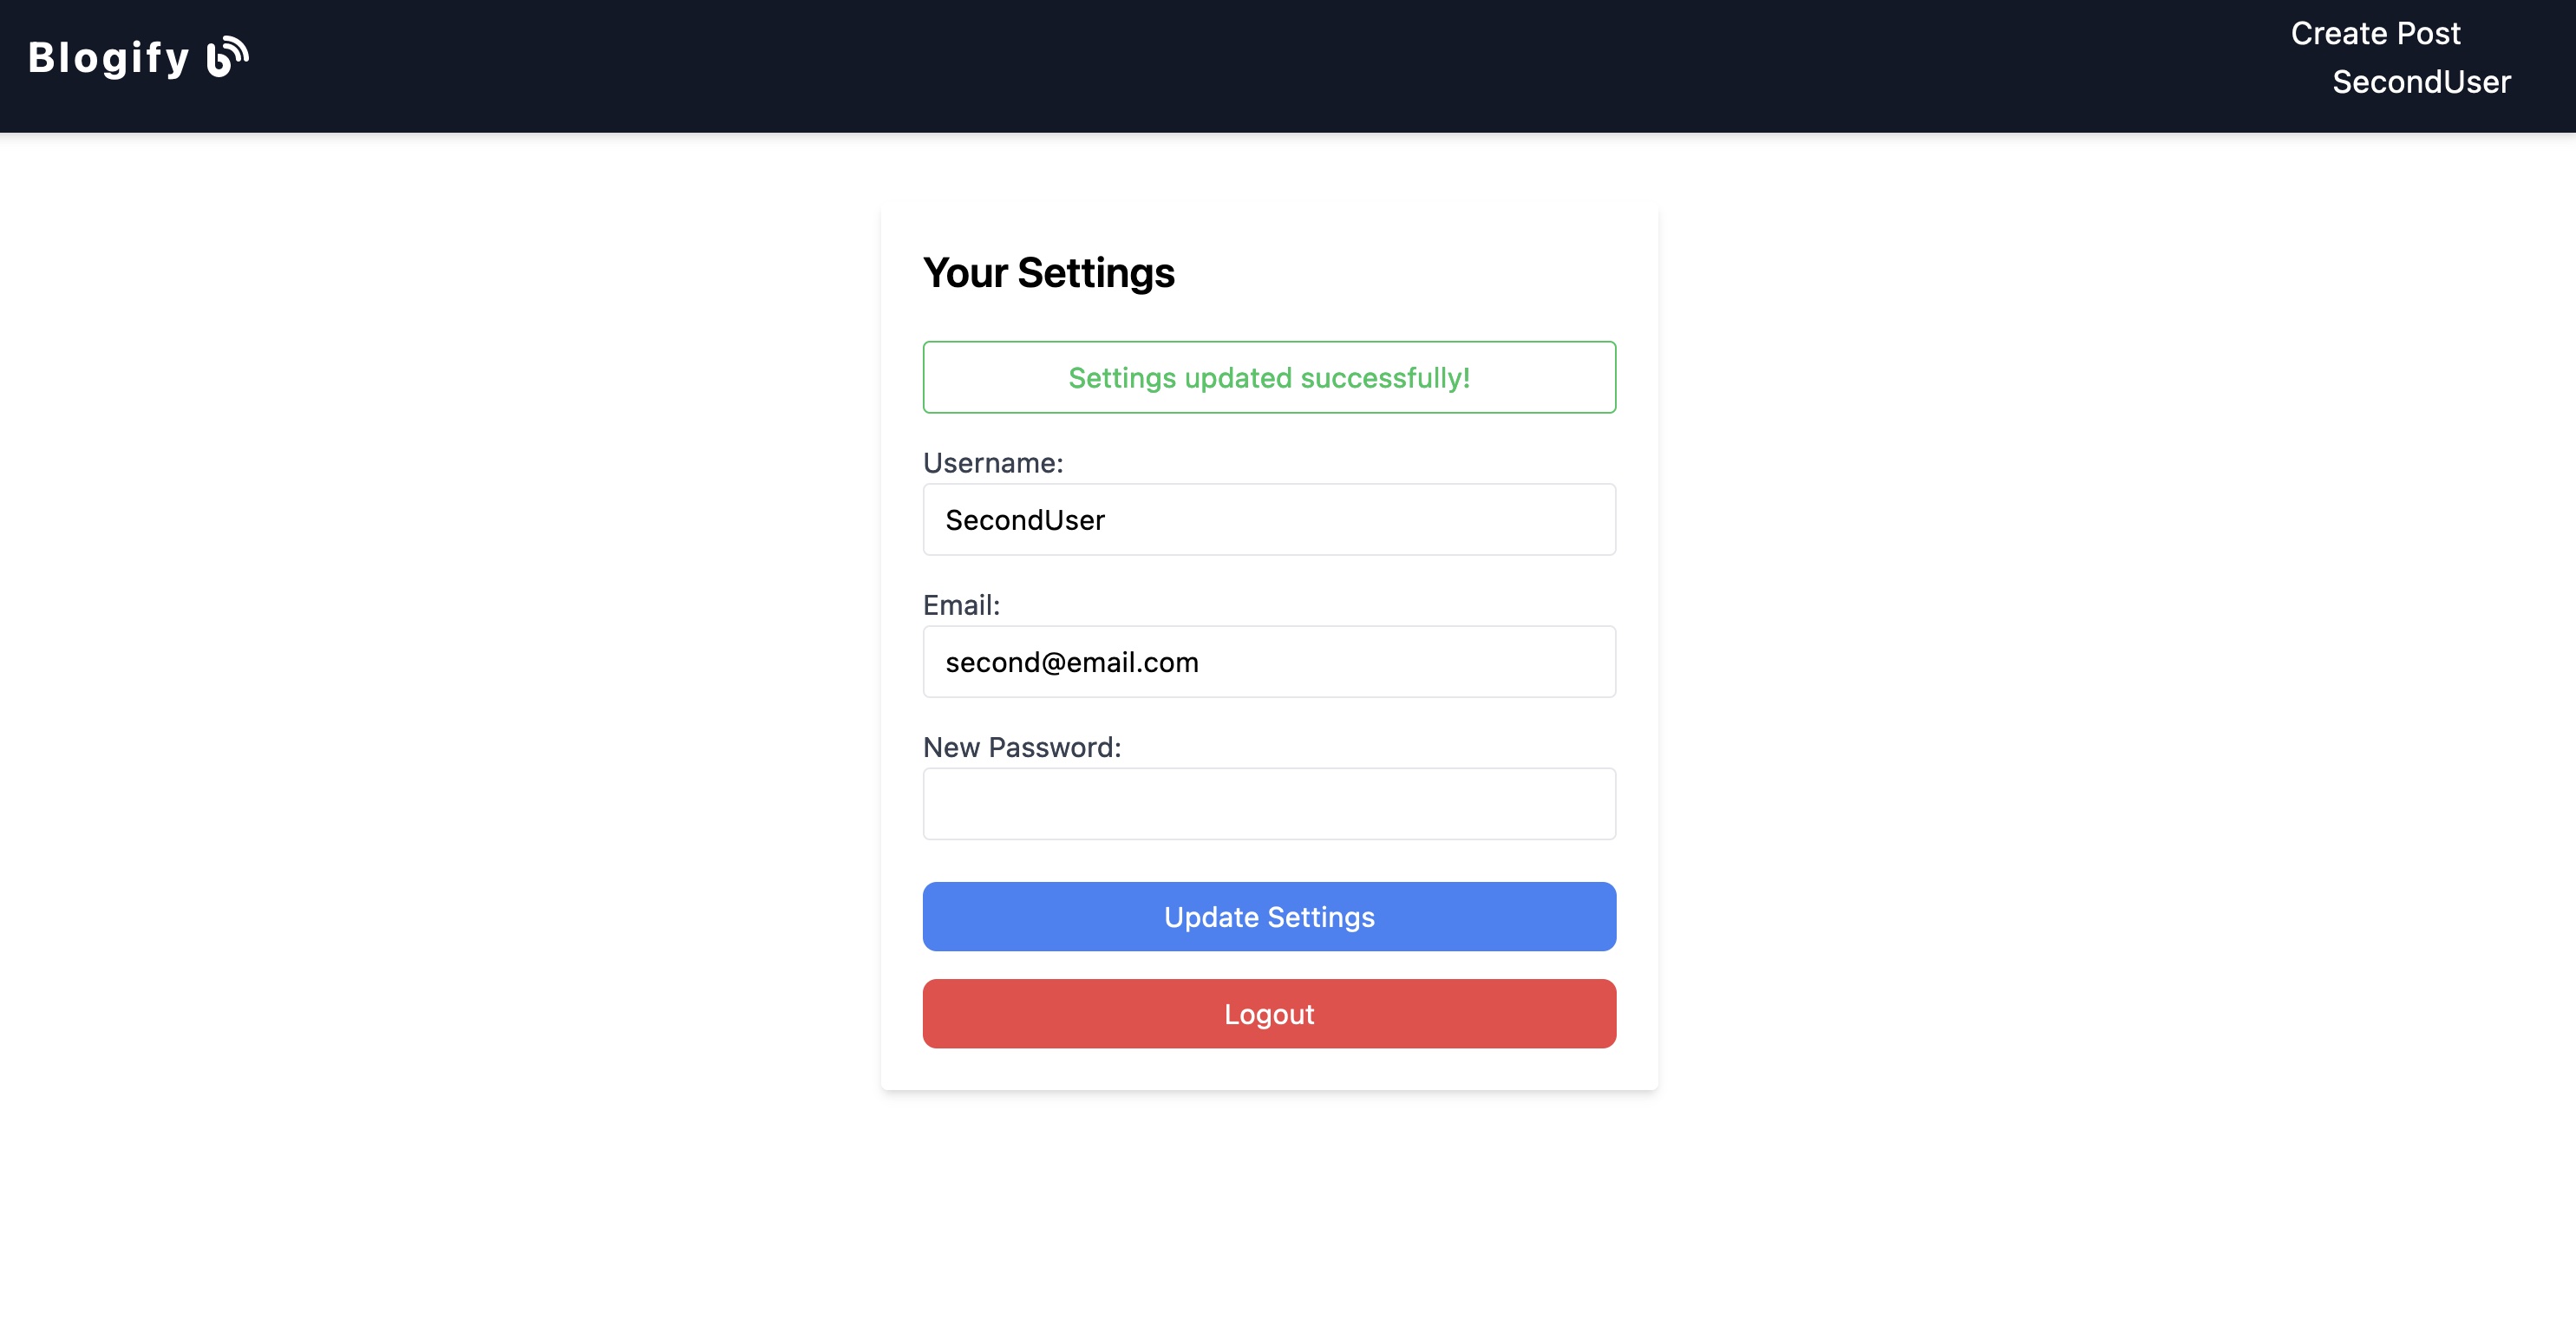 Blogify
Create Post
SecondUser
Your Settings
Settings updated successfully!
Username:
SecondUser
Email:
second@email.com
New Password:
Update Settings
Logout